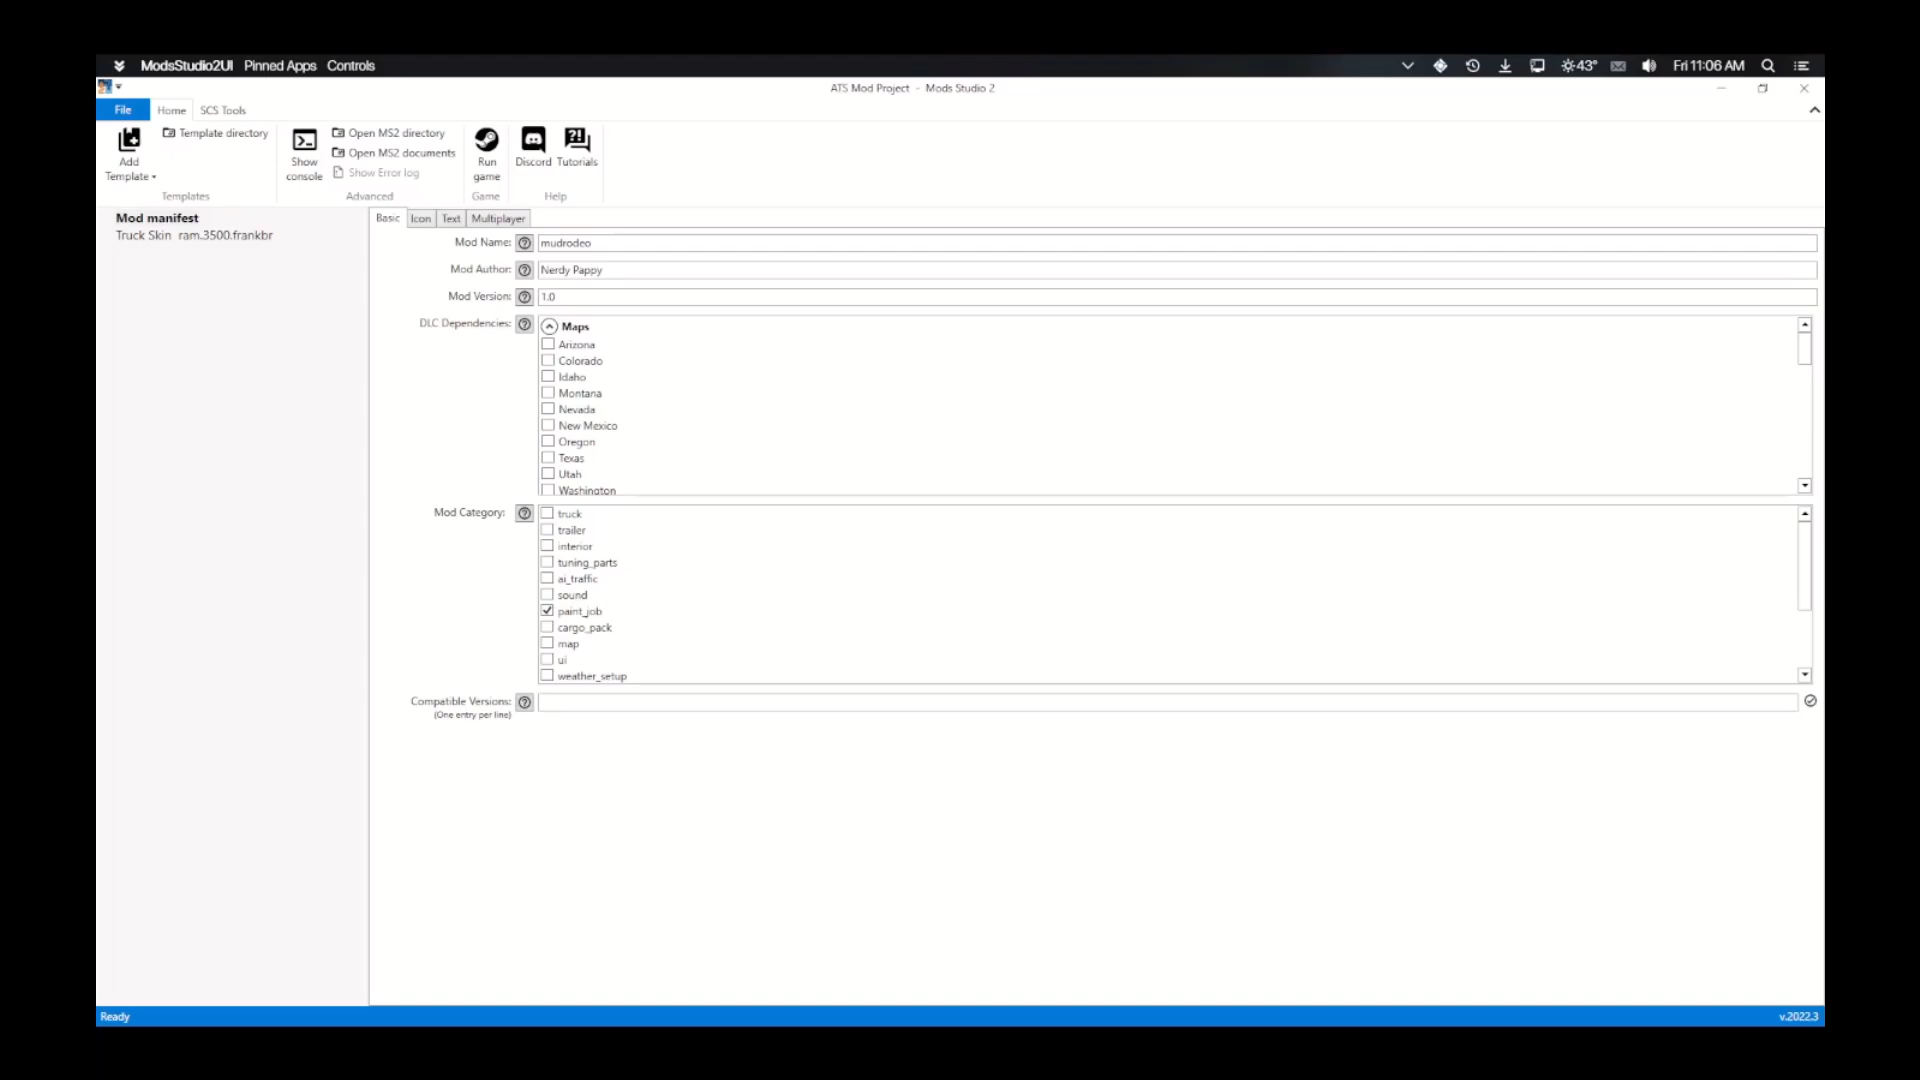 ModsStudio2UI Pinned Apps Controls
43° Fri 11:06 AM
ATS Mod Project - Mods Studio 2
File Home SCS Tools
Add Template
Template directory
Templates
Show console
Open MS2 directory
Open MS2 documents
Show Error log
Advanced
Run game
Game
Discord Tutorials
Help
Mod manifest
Truck Skin ram.3500.frankbr
Basic Icon Text Multiplayer
Mod Name: mudrodeo
Mod Author: Nerdy Pappy
Mod Version: 1.0
DLC Dependencies: Maps
Arizona
Colorado
Idaho
Montana
Nevada
New Mexico
Oregon
Texas
Utah
Washington
Mod Category: truck
trailer
interior
tuning_parts
ai_traffic
sound
paint_job
cargo_pack
map
ui
weather_setup
Compatible Versions:
(One entry per line)
Ready v.2022.3